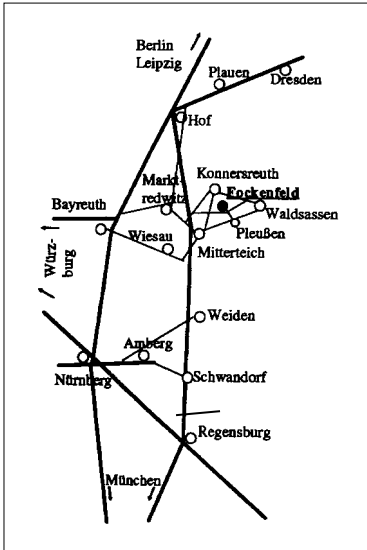 Berlin
Leipzig
Plauen
Dresden
Hof
Konnersreuth
Markt-
redwitz
Fockenfeld
Bayreuth
Waldsassen
Wiesau
Pleußen
Mitterteich
Würz-
burg
Weiden
Amberg
Nürnberg
Schwandorf
Regensburg
München